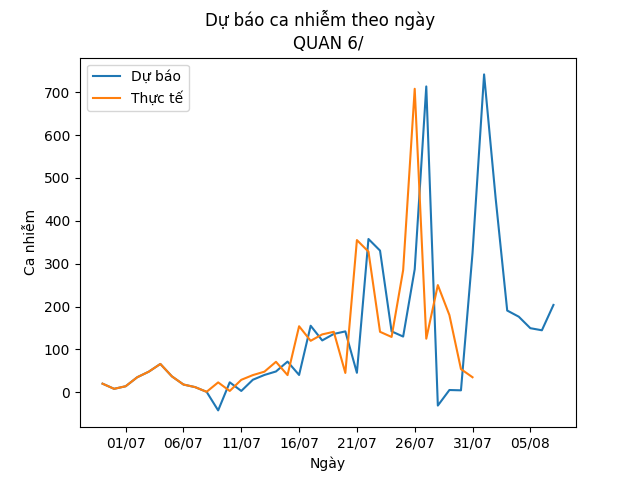 Dự báo ca nhiễm theo ngày
QUAN 6/
Dự báo
Thực tế
Ca nhiễm
700
600
500
400
300
200
100
0
01/07
06/07
11/07
16/07
21/07
26/07
31/07
05/08
Ngày